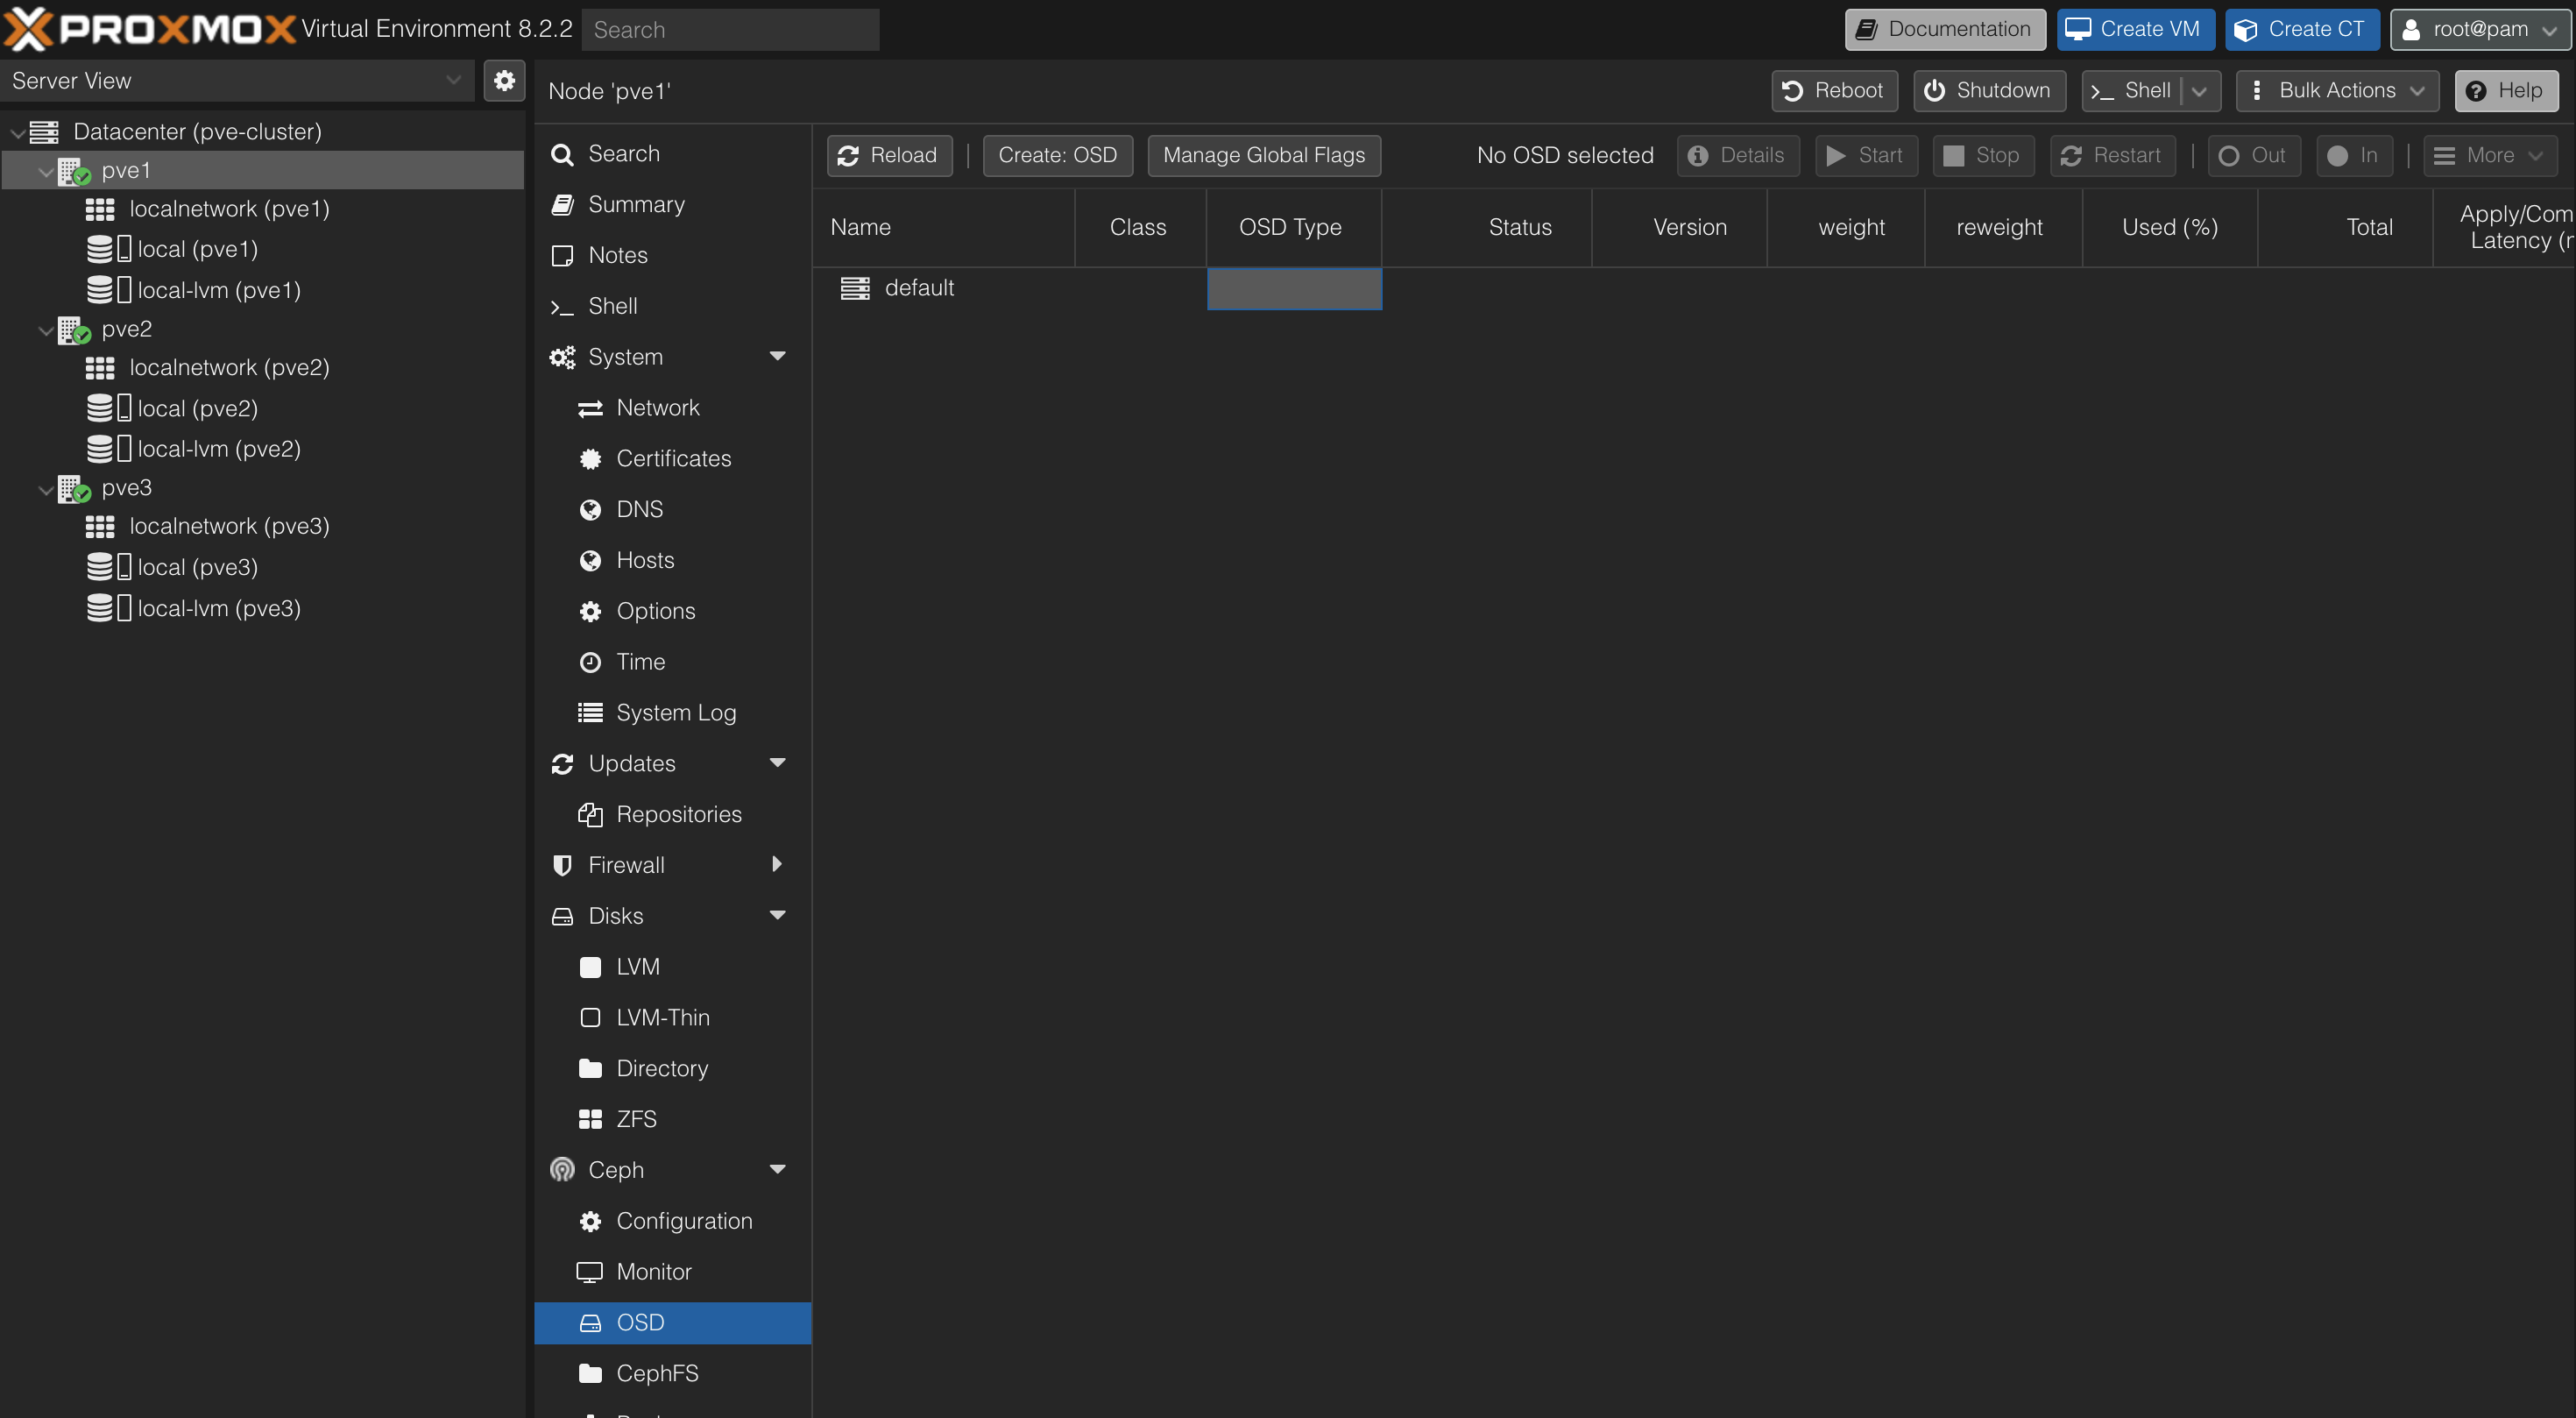 PROXMOX Virtual Environment 8.2.2 Search Documentation Create VM Create CT root@pam
Server View
Datacenter (pve-cluster)
pve1
localnetwork (pve1)
local (pve1)
local-lvm (pve1)
pve2
localnetwork (pve2)
local (pve2)
local-lvm (pve2)
pve3
localnetwork (pve3)
local (pve3)
local-lvm (pve3)
Node 'pve1' Reboot Shutdown Shell Bulk Actions Help
Search
Summary
Notes
Shell
System
Network
Certificates
DNS
Hosts
Options
Time
System Log
Updates
Repositories
Firewall
Disks
LVM
LVM-Thin
Directory
ZFS
Ceph
Configuration
Monitor
OSD
CephFS
Reload Create: OSD Manage Global Flags No OSD selected Details Start Stop Restart Out In More
Name Class OSD Type Status Version weight reweight Used (%) Total Apply/Com
Latency (
default